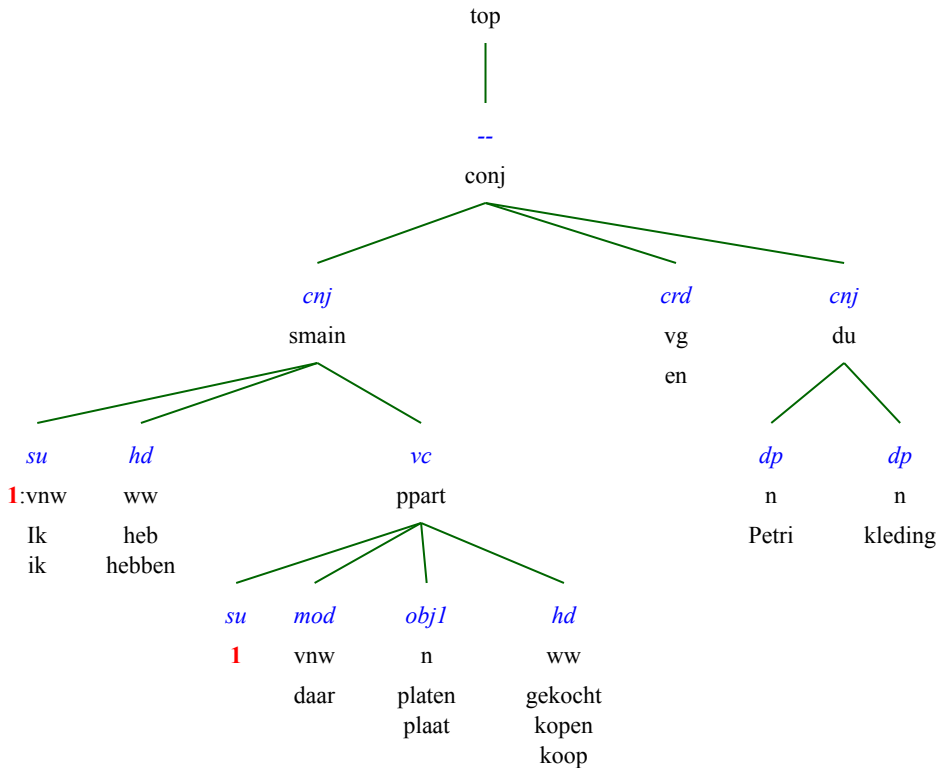 top
--
conj
cnj crd cnj
smain vg du
en
su hd vc dp dp
1:vnw ww ppart n n
Ik heb Petri kleding
ik hebben
su mod obj1 hd
1 vnw n ww
daar platen gekocht
plaat kopen
koop